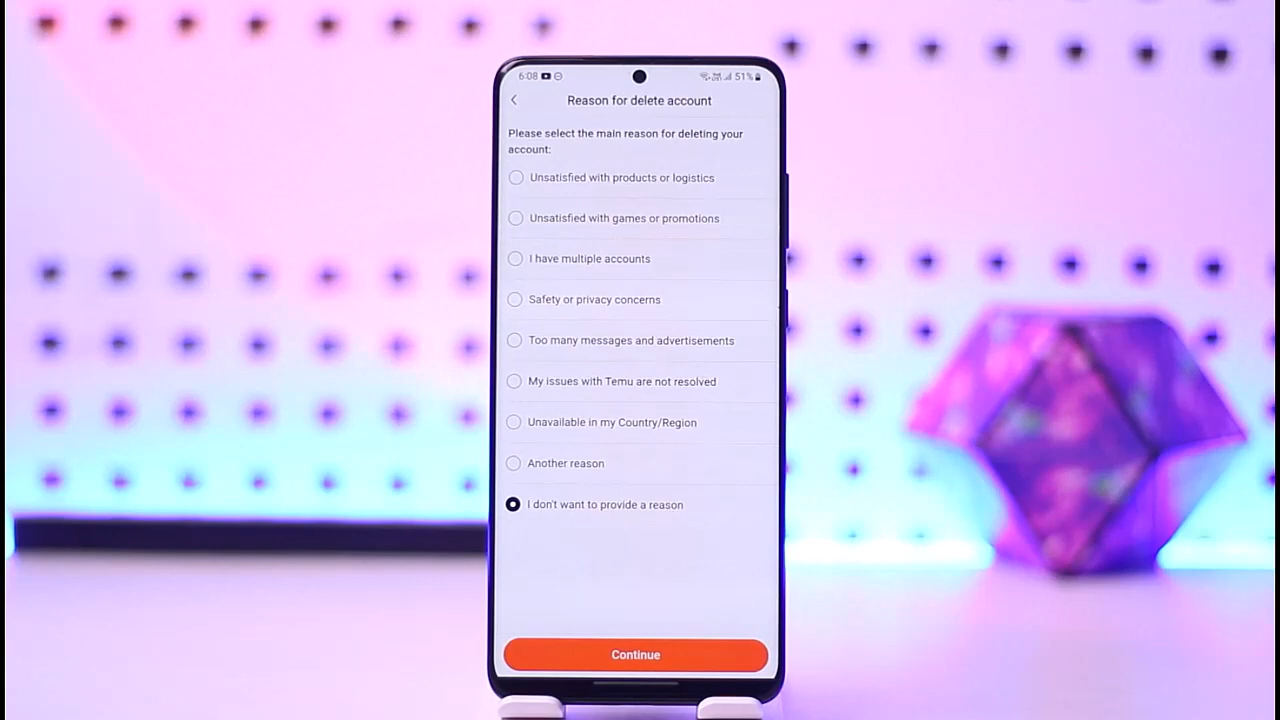 6:08 51%
Reason for delete account
Please select the main reason for deleting your
account:
Unsatisfied with products or logistics
Unsatisfied with games or promotions
I have multiple accounts
Safety or privacy concerns
Too many messages and advertisements
My issues with Temu are not resolved
Unavailable in my Country/Region
Another reason
I don't want to provide a reason
Continue